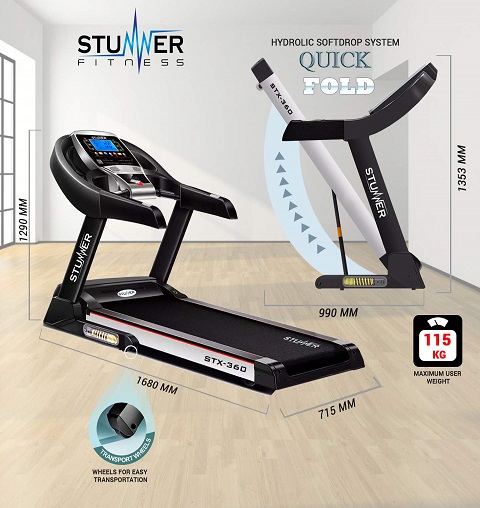 STUNNER
FITNESS
HYDROLIC SOFTDROP SYSTEM
QUICK
FOLD
STX-360
STUNNER
1353 MM
990 MM
1290 MM
STUNNER
STUNNER
STUNNER
STX-360
STUNNER
1680 MM
715 MM
115
KG
MAXIMUM USER
WEIGHT
TRANSPORT WHEELS
WHEELS FOR EASY
TRANSPORTATION